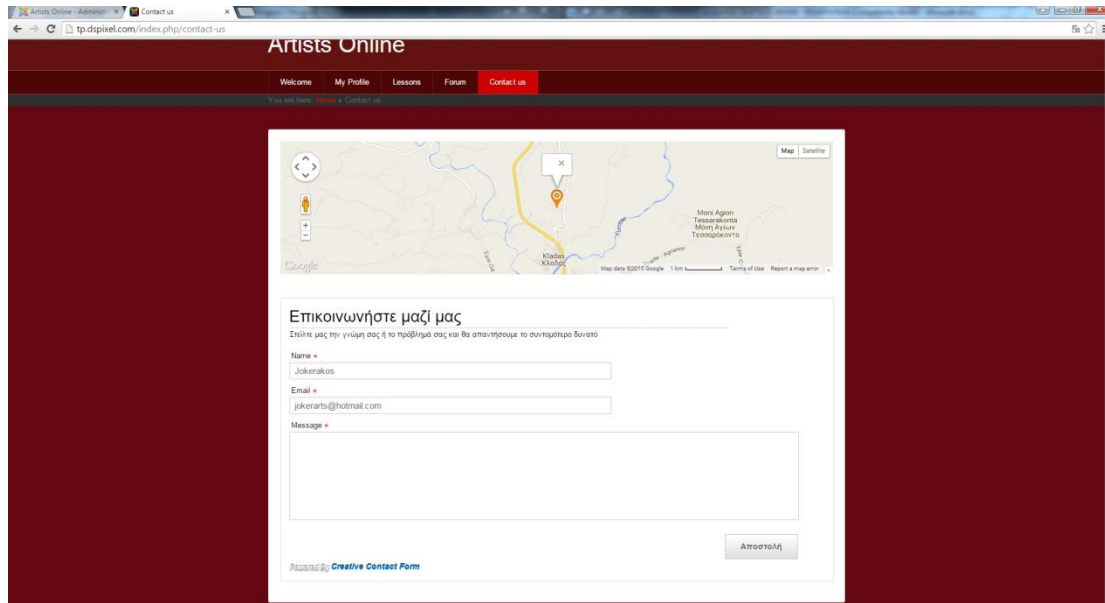 Artists Online - Administ
Contact us
tp.dspixel.com/index.php/contact-us
Artists Online
Welcome My Profile Lessons Forum Contact us
You are here: Home Contact us
Map Satellite
Moni Agion
Tessarakonta
Μονή Αγίων
Τεσσαράκοντα
Kladas
Κλαδάς
Google
Map data ©2015 Google 1 km Terms of Use Report a map error
Επικοινωνήστε μαζί μας
Στείλτε μας την γνώμη σας ή το πρόβλημά σας και θα απαντήσουμε το συντομότερο δυνατό
Name *
Jokerakos
Email *
jokerarts@hotmail.com
Message *
Αποστολή
Powered By Creative Contact Form